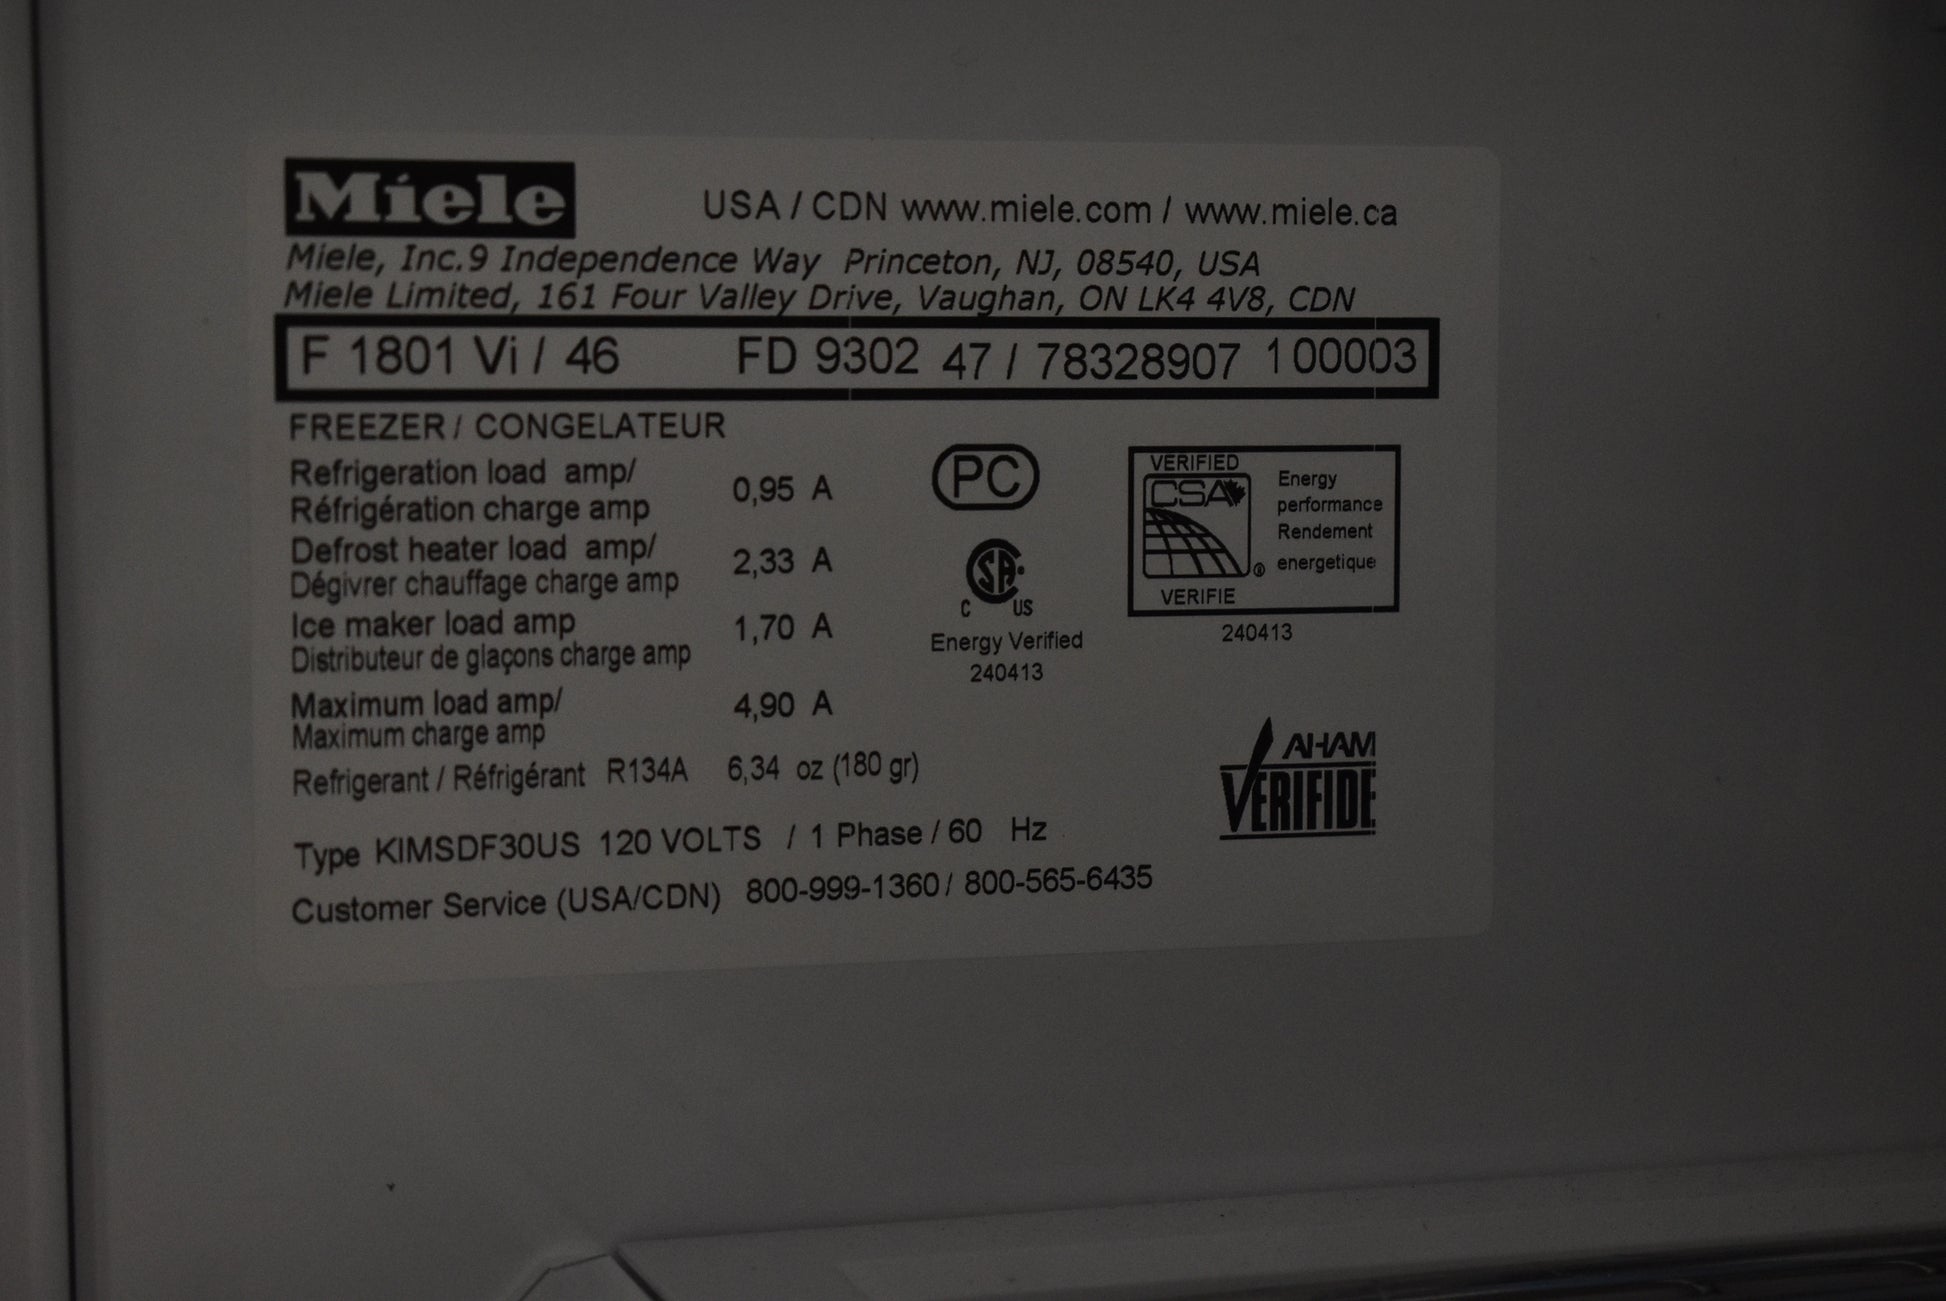 Miele
USA / CDN www.miele.com / www.miele.ca
Miele, Inc.9 Independence Way Princeton, NJ, 08540, USA
Miele Limited, 161 Four Valley Drive, Vaughan, ON LK4 4V8, CDN
F 1801 Vi / 46 FD 9302 47 / 78328907 100003
FREEZER / CONGELATEUR
Refrigeration load amp/
Réfrigération charge amp
0,95 A
Defrost heater load amp/
Dégivrer chauffage charge amp
2,33 A
Ice maker load amp
Distributeur de glaçons charge amp
1,70 A
Maximum load amp/
Maximum charge amp
4,90 A
Refrigerant / Réfrigérant R134A 6,34 oz (180 gr)
Type KIMSDF30US 120 VOLTS / 1 Phase / 60 Hz
Customer Service (USA/CDN) 800-999-1360 / 800-565-6435
PC
SA
C US
Energy Verified
240413
VERIFIED
CSA
®
VERIFIE
Energy
performance
Rendement
energetique
240413
AHAM
VERIFIDE